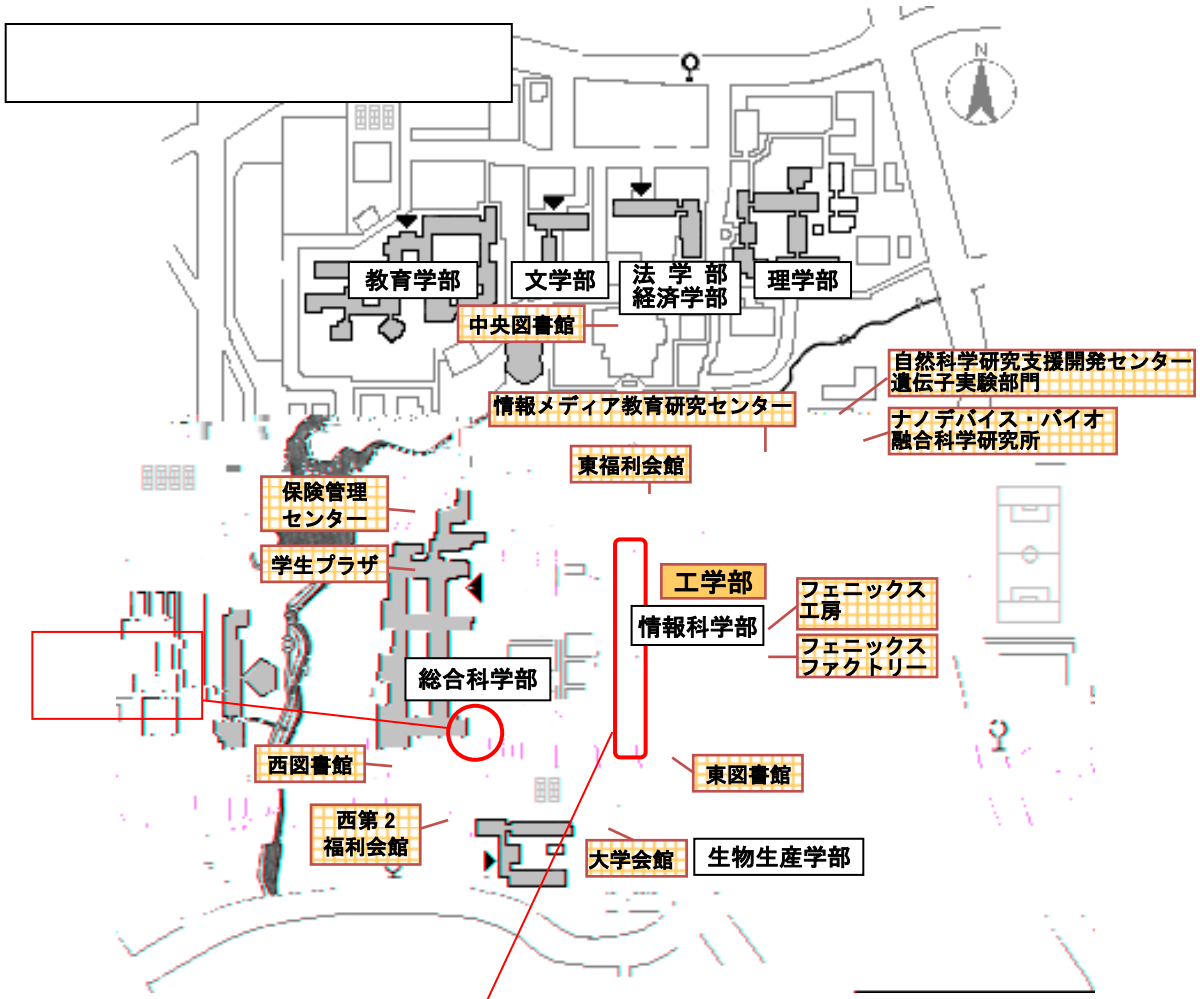 N
教育学部
文学部
法学部
経済学部
理学部
中央図書館
自然科学研究支援開発センター
遺伝子実験部門
情報メディア教育研究センター
ナノデバイス・バイオ
融合科学研究所
東福利会館
保険管理
センター
学生プラザ
工学部
フェニックス
工房
情報科学部
フェニックス
ファクトリー
総合科学部
西図書館
東図書館
西第2
福利会館
大学会館
生物生産学部